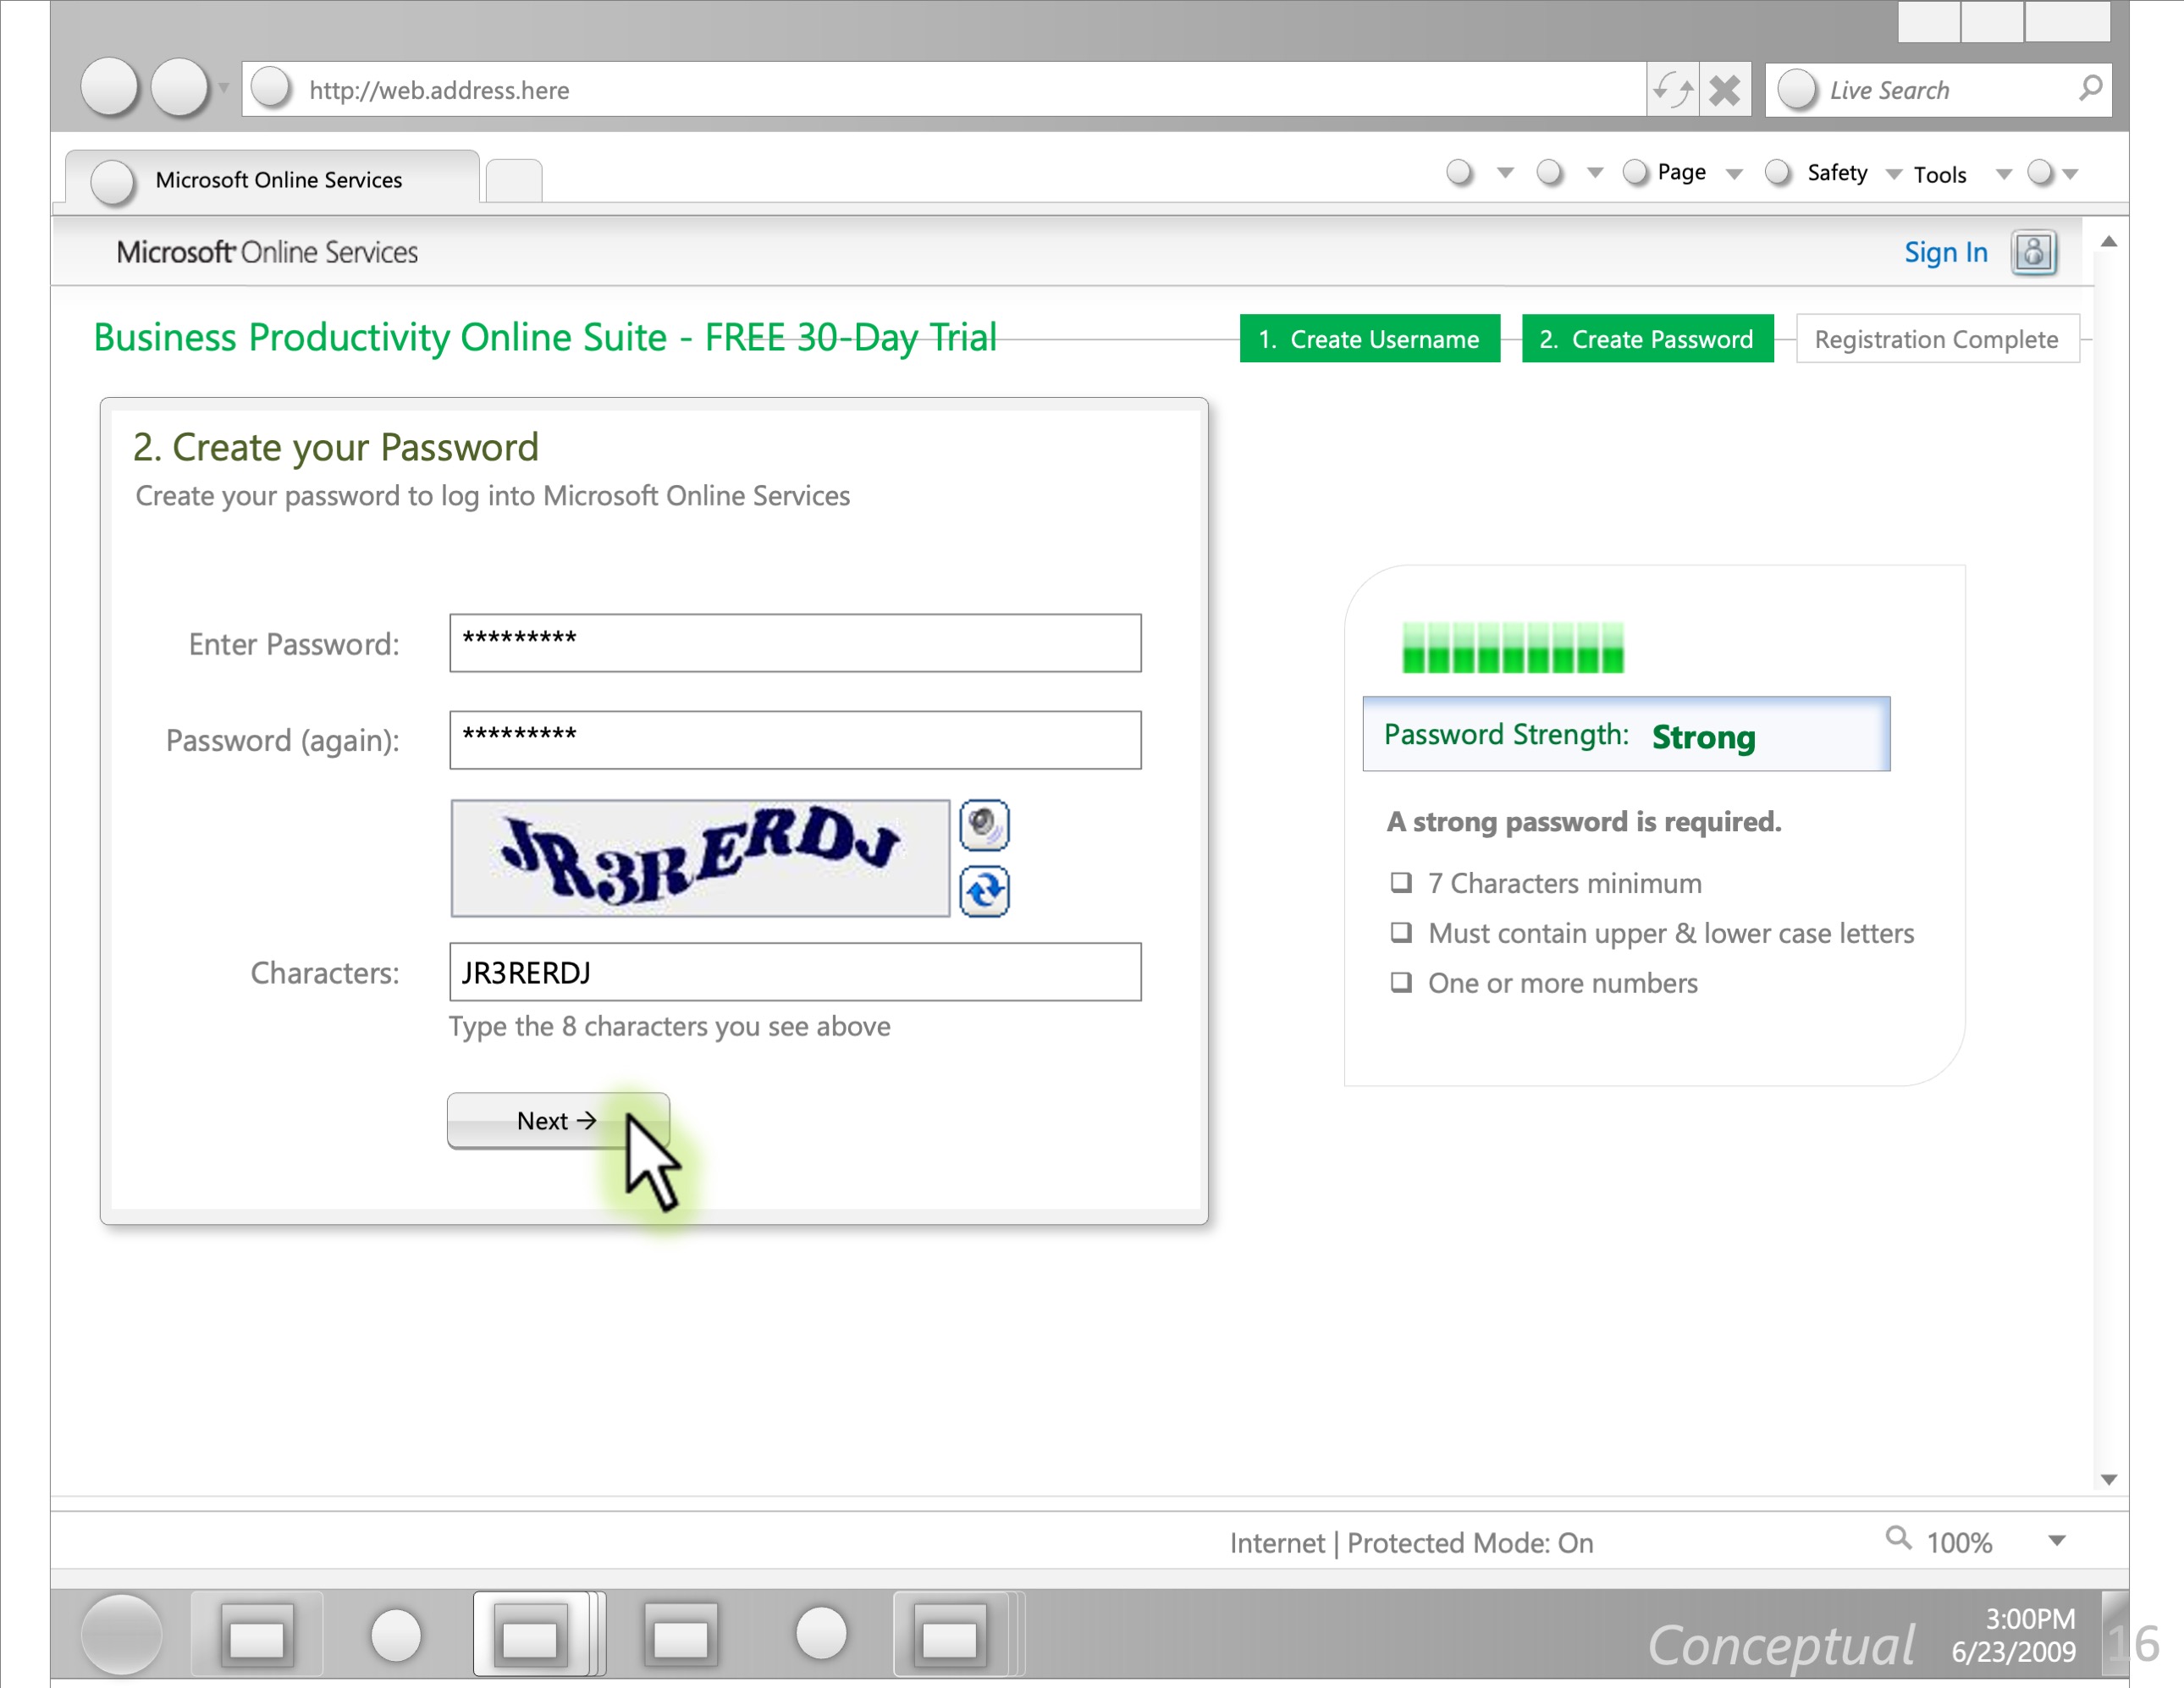 http://web.address.here
Live Search
Microsoft Online Services
Page
Safety
Tools
Microsoft Online Services
Sign In
Business Productivity Online Suite - FREE 30-Day Trial
1. Create Username
2. Create Password
Registration Complete
2. Create your Password
Create your password to log into Microsoft Online Services
Enter Password:
*********
Password (again):
*********
JR3RERDJ
Characters:
JR3RERDJ
Type the 8 characters you see above
Next →
Password Strength: Strong
A strong password is required.
❑ 7 Characters minimum
❑ Must contain upper & lower case letters
❑ One or more numbers
Internet | Protected Mode: On
100%
Conceptual
3:00PM
6/23/2009
16